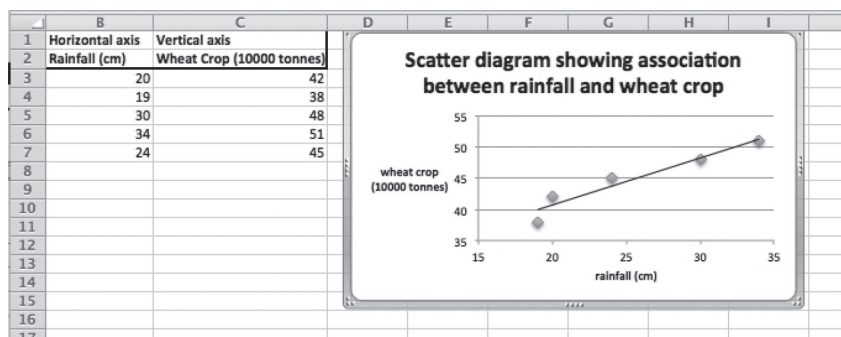 B C D E F G H I
1 Horizontal axis Vertical axis
2 Rainfall (cm) Wheat Crop (10000 tonnes)
3 20 42
4 19 38
5 30 48
6 34 51
7 24 45
8
9
10
11
12
13
14
15
16
17
Scatter diagram showing association
between rainfall and wheat crop
55
50
wheat crop
(10000 tonnes)
45
40
35
15 20 25 30 35
rainfall (cm)